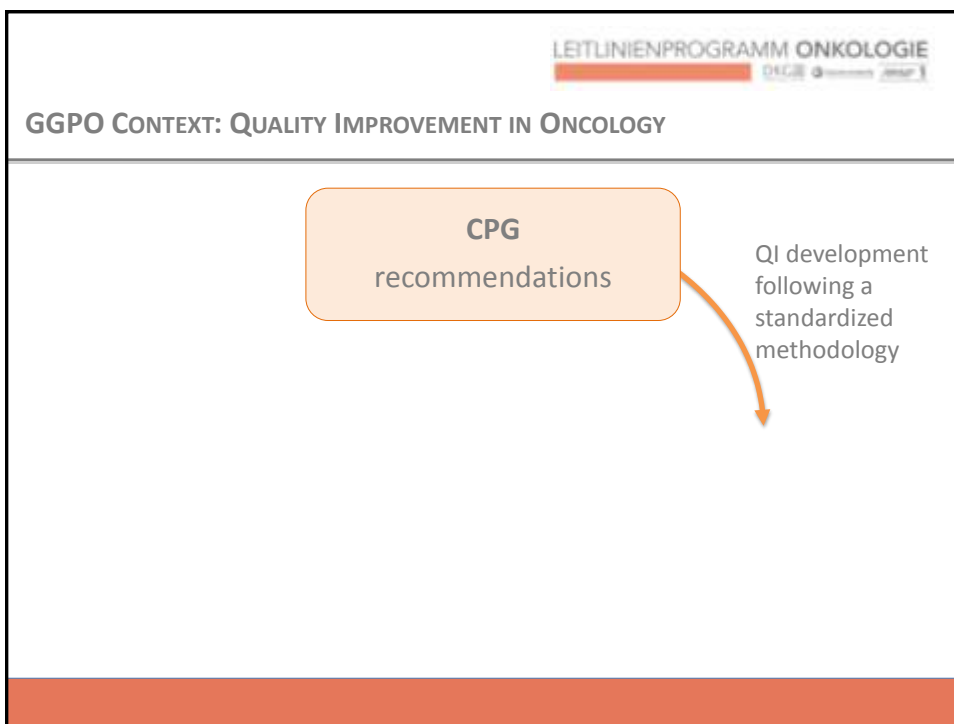 LEITLINIENPROGRAMM ONKOLOGIE
GGPO CONTEXT: QUALITY IMPROVEMENT IN ONCOLOGY
CPG
recommendations
QI development
following a
standardized
methodology